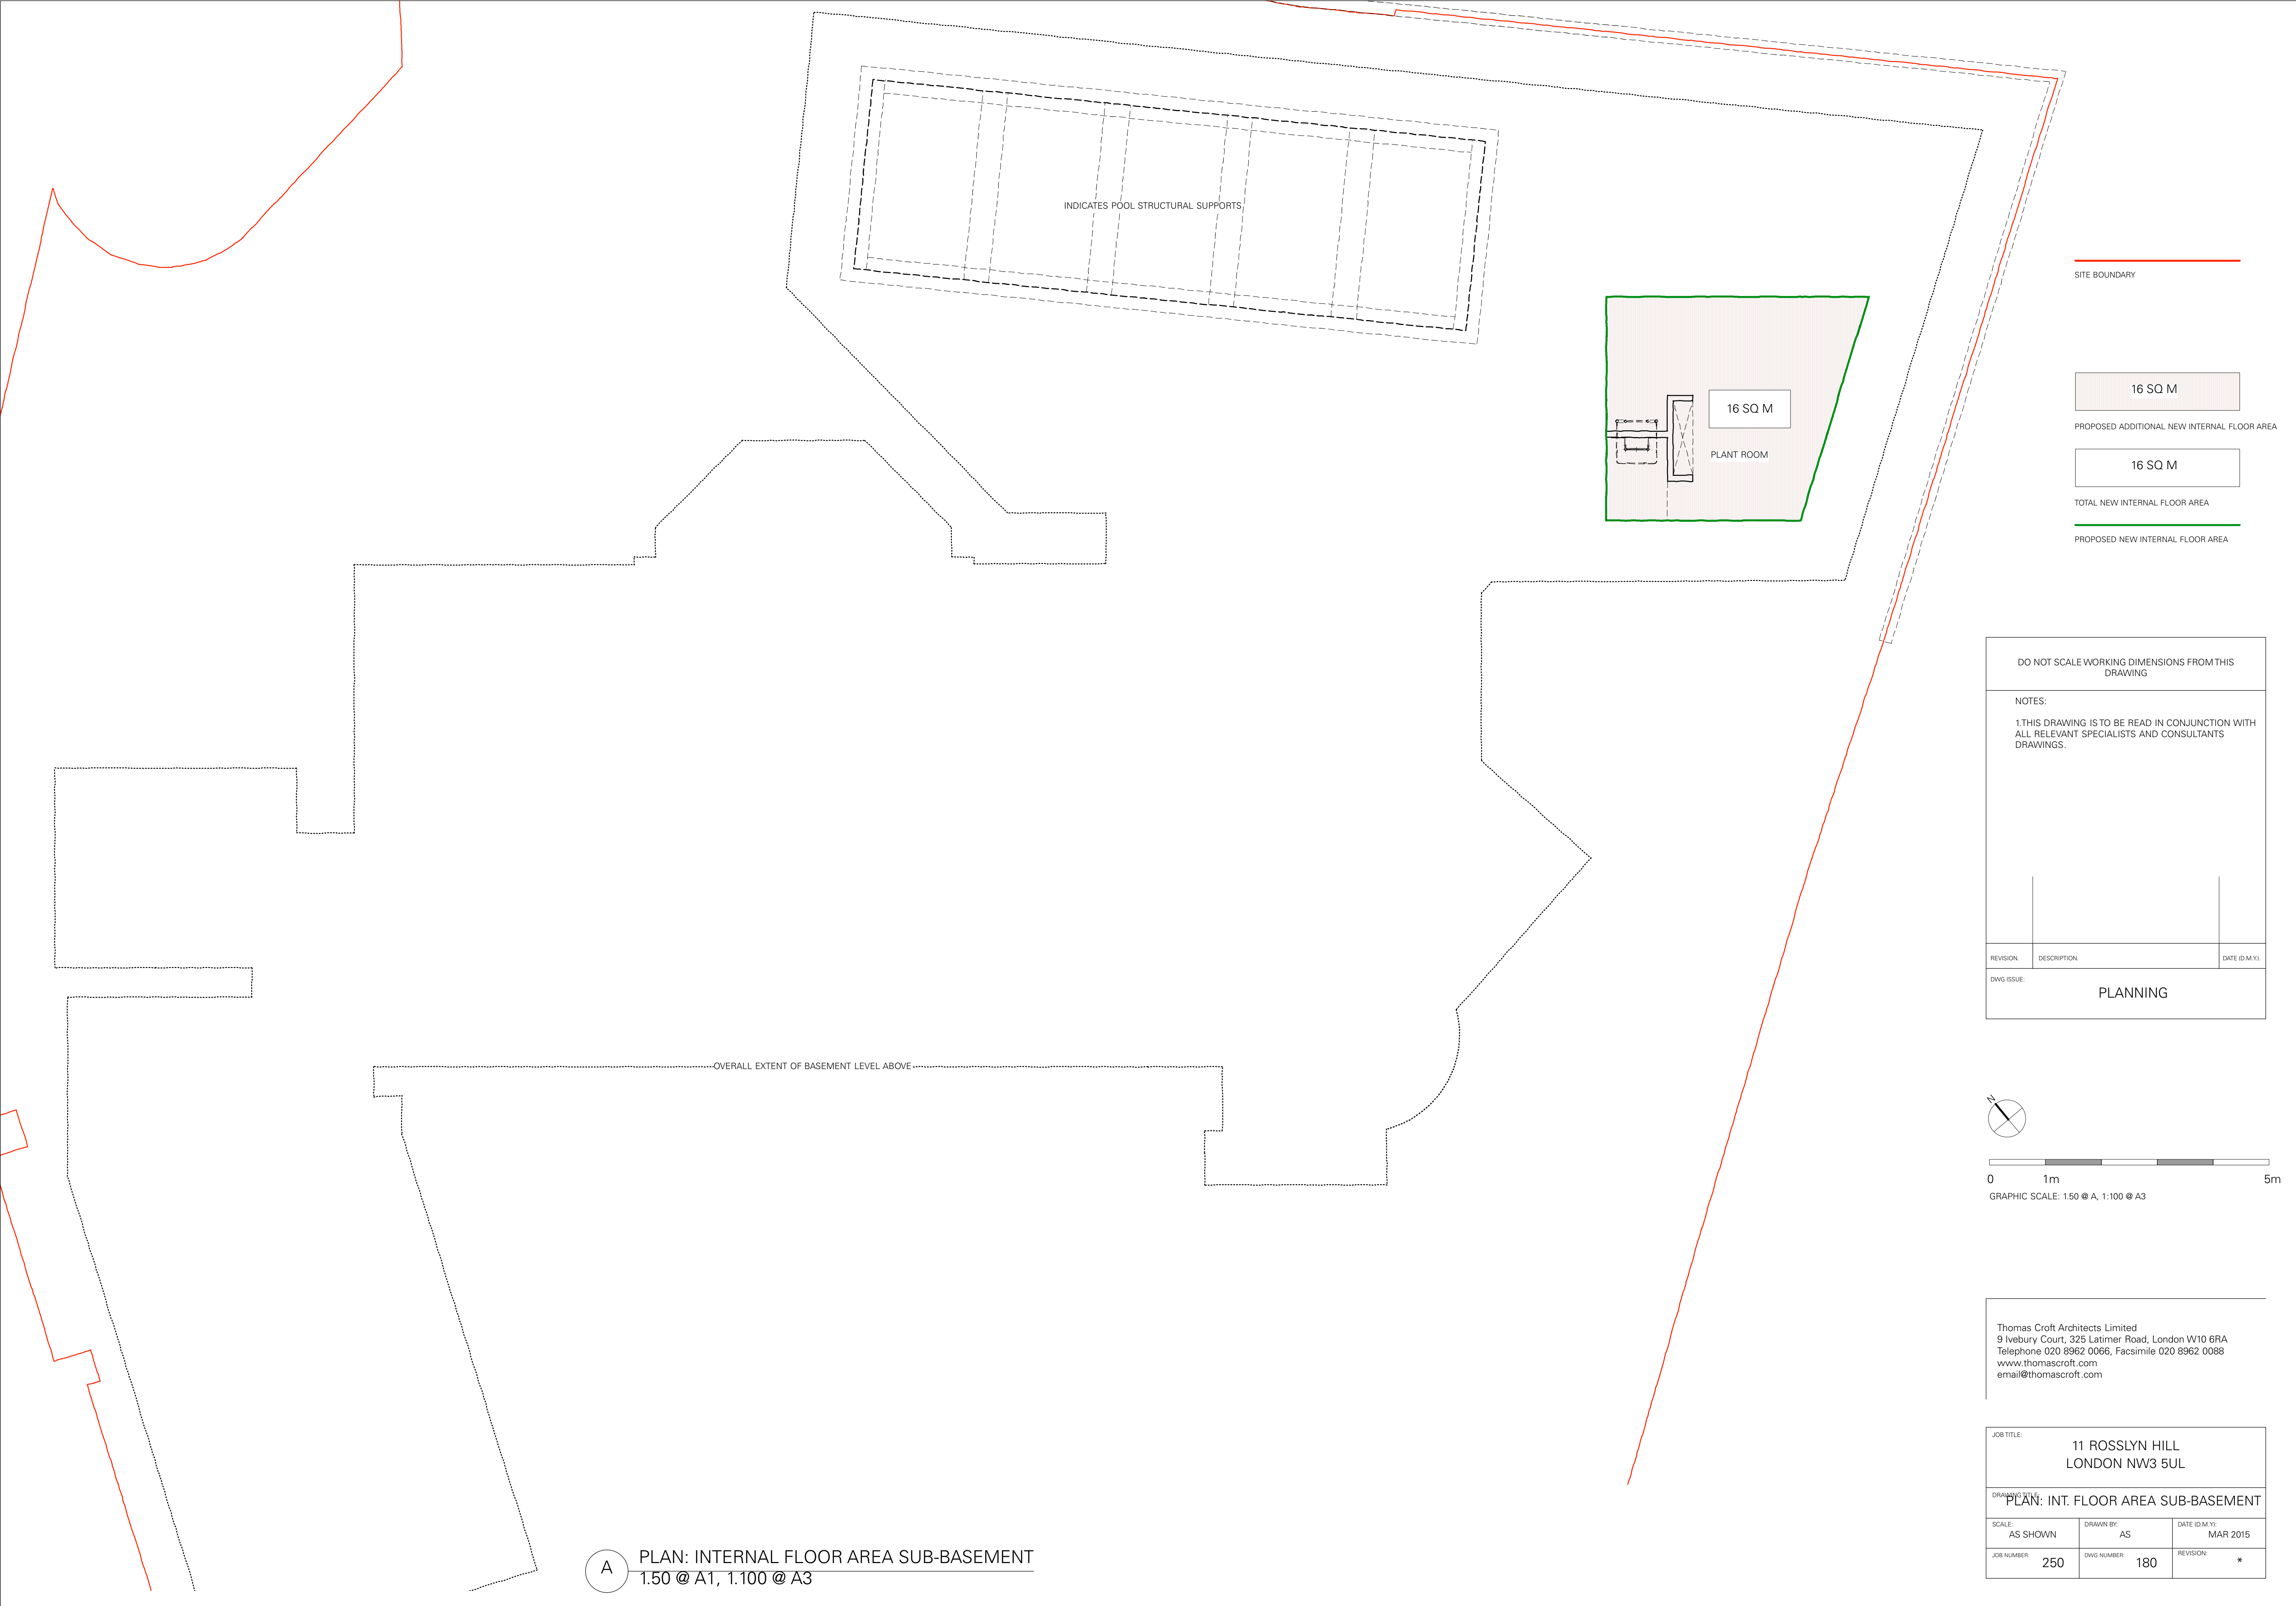 INDICATES POOL STRUCTURAL SUPPORTS
16 SQ M
PLANT ROOM
OVERALL EXTENT OF BASEMENT LEVEL ABOVE
A
PLAN: INTERNAL FLOOR AREA SUB-BASEMENT
1.50 @ A1, 1.100 @ A3
SITE BOUNDARY
16 SQ M
PROPOSED ADDITIONAL NEW INTERNAL FLOOR AREA
16 SQ M
TOTAL NEW INTERNAL FLOOR AREA
PROPOSED NEW INTERNAL FLOOR AREA
DO NOT SCALE WORKING DIMENSIONS FROM THIS
DRAWING
NOTES:
1.THIS DRAWING IS TO BE READ IN CONJUNCTION WITH
ALL RELEVANT SPECIALISTS AND CONSULTANTS
DRAWINGS.
REVISION. DESCRIPTION. DATE (D.M.Y.).
DWG ISSUE:
PLANNING
N
0 1m 5m
GRAPHIC SCALE: 1.50 @ A, 1:100 @ A3
Thomas Croft Architects Limited
9 Ivebury Court, 325 Latimer Road, London W10 6RA
Telephone 020 8962 0066, Facsimile 020 8962 0088
www.thomascroft.com
email@thomascroft.com
JOB TITLE:
11 ROSSLYN HILL
LONDON NW3 5UL
DRAWING TITLE:
PLAN: INT. FLOOR AREA SUB-BASEMENT
SCALE: DRAWN BY: DATE (D.M.Y):
AS SHOWN AS MAR 2015
JOB NUMBER: 250 DWG NUMBER: 180 REVISION: *